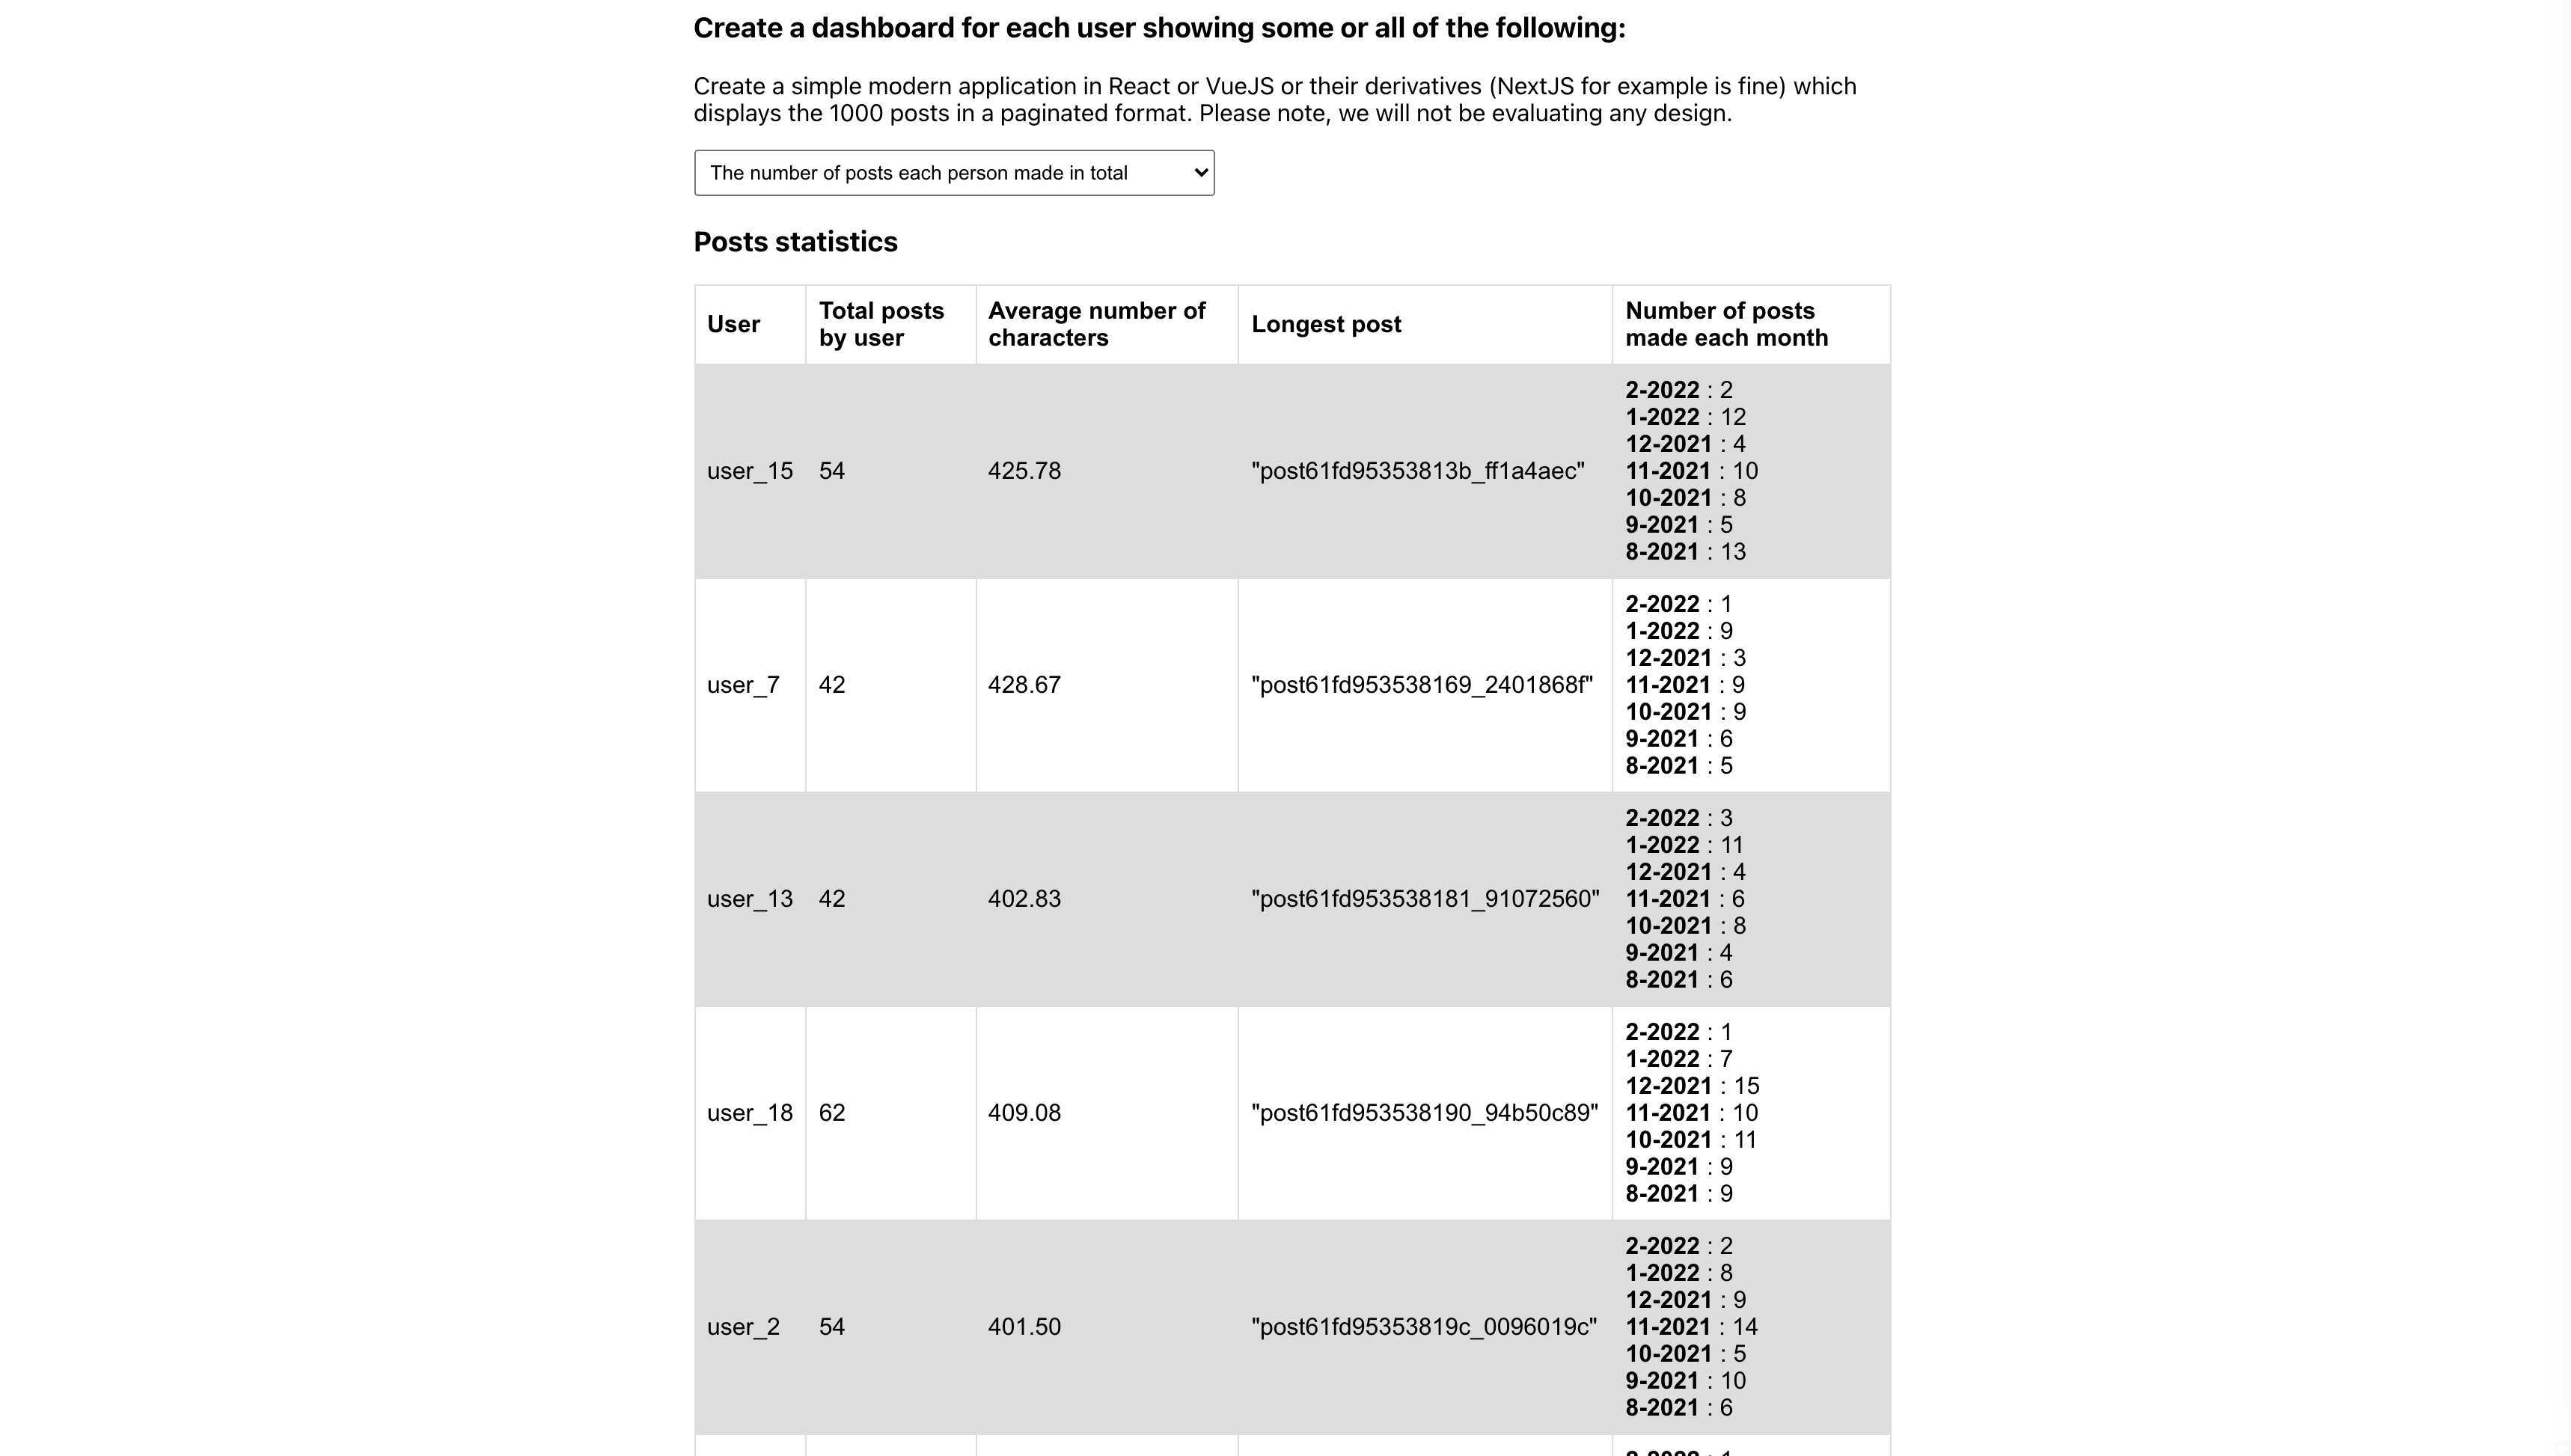 Create a dashboard for each user showing some or all of the following:
Create a simple modern application in React or VueJS or their derivatives (NextJS for example is fine) which
displays the 1000 posts in a paginated format. Please note, we will not be evaluating any design.
The number of posts each person made in total
Posts statistics
User
Total posts
by user
Average number of
characters
Longest post
Number of posts
made each month
user_15
54
425.78
"post61fd95353813b_ff1a4aec"
2-2022 : 2
1-2022 : 12
12-2021 : 4
11-2021 : 10
10-2021 : 8
9-2021 : 5
8-2021 : 13
user_7
42
428.67
"post61fd953538169_2401868f"
2-2022 : 1
1-2022 : 9
12-2021 : 3
11-2021 : 9
10-2021 : 9
9-2021 : 6
8-2021 : 5
user_13
42
402.83
"post61fd953538181_91072560"
2-2022 : 3
1-2022 : 11
12-2021 : 4
11-2021 : 6
10-2021 : 8
9-2021 : 4
8-2021 : 6
user_18
62
409.08
"post61fd953538190_94b50c89"
2-2022 : 1
1-2022 : 7
12-2021 : 15
11-2021 : 10
10-2021 : 11
9-2021 : 9
8-2021 : 9
user_2
54
401.50
"post61fd95353819c_0096019c"
2-2022 : 2
1-2022 : 8
12-2021 : 9
11-2021 : 14
10-2021 : 5
9-2021 : 10
8-2021 : 6